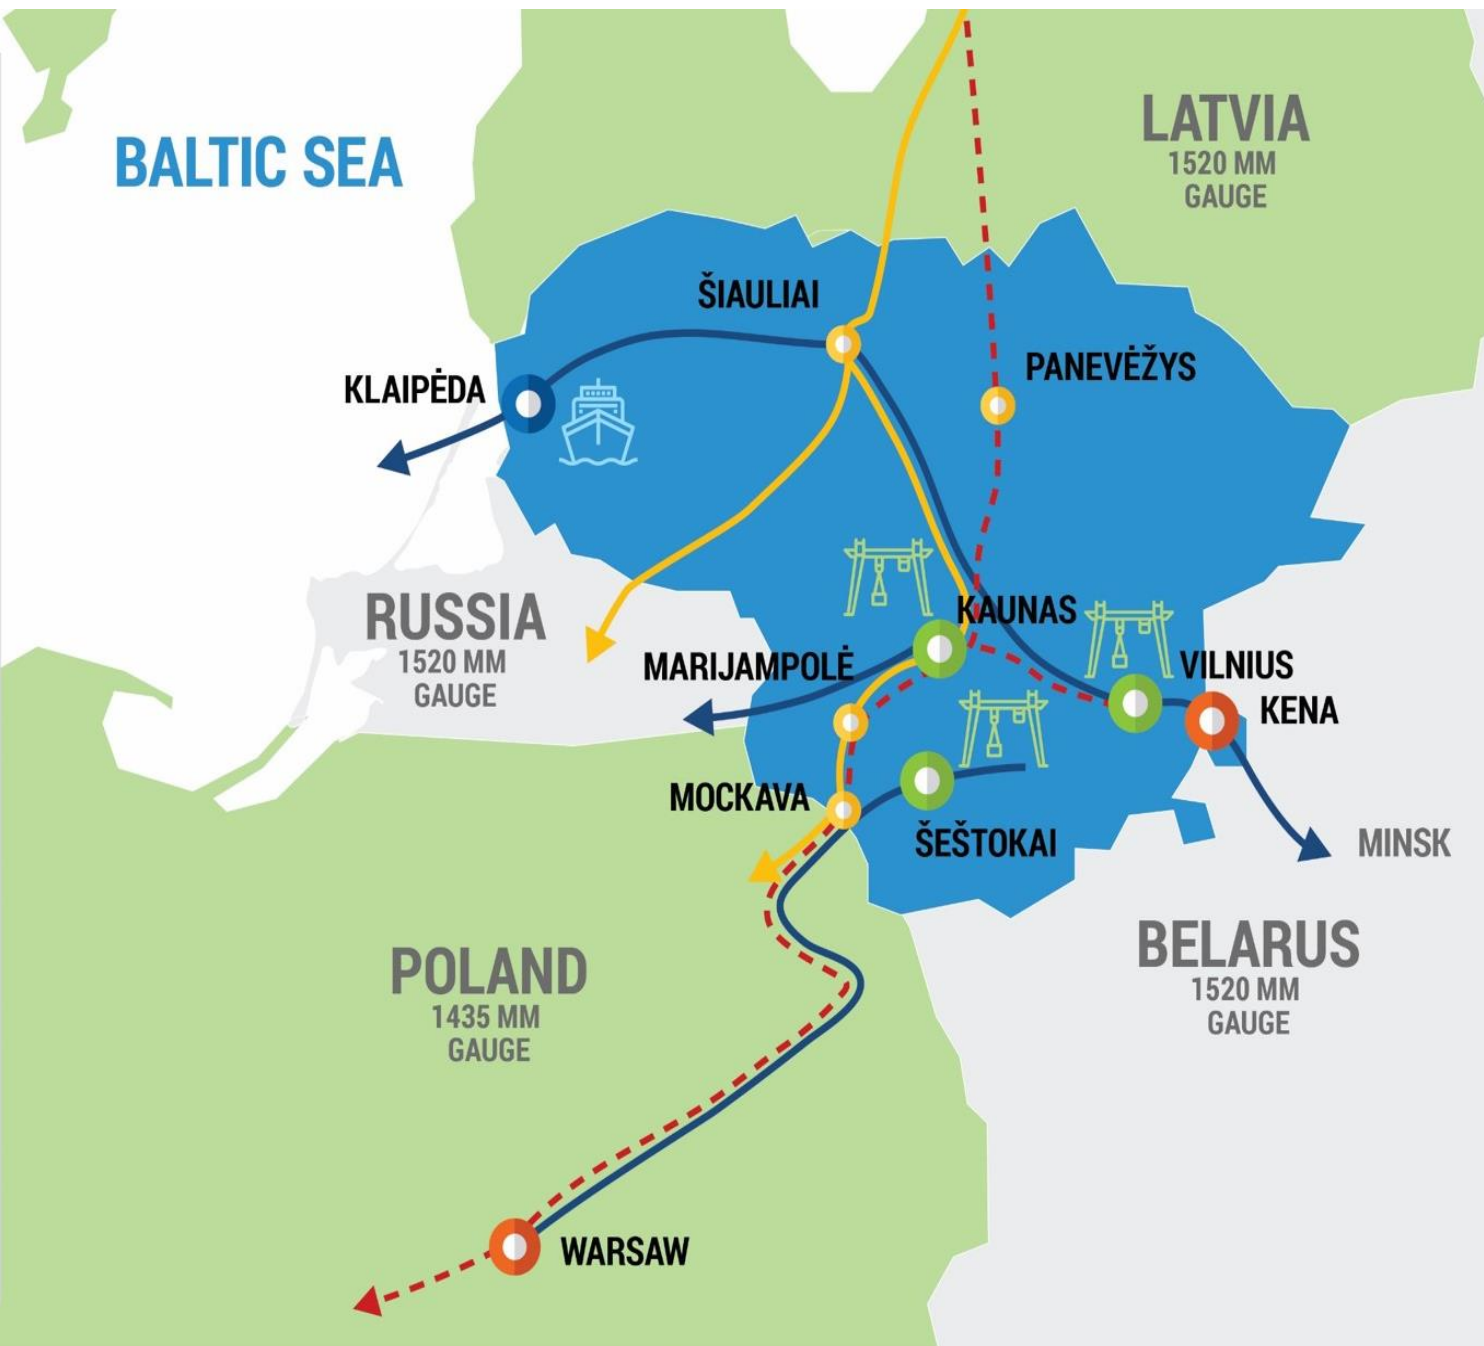 LATVIA
1520 MM
GAUGE
BALTIC SEA
ŠIAULIAI
PANEVĖŽYS
KLAIPĖDA
RUSSIA
1520 MM
GAUGE
KAUNAS
MARIJAMPOLĖ
VILNIUS
KENA
MOCKAVA
ŠEŠTOKAI
MINSK
BELARUS
1520 MM
GAUGE
POLAND
1435 MM
GAUGE
WARSAW